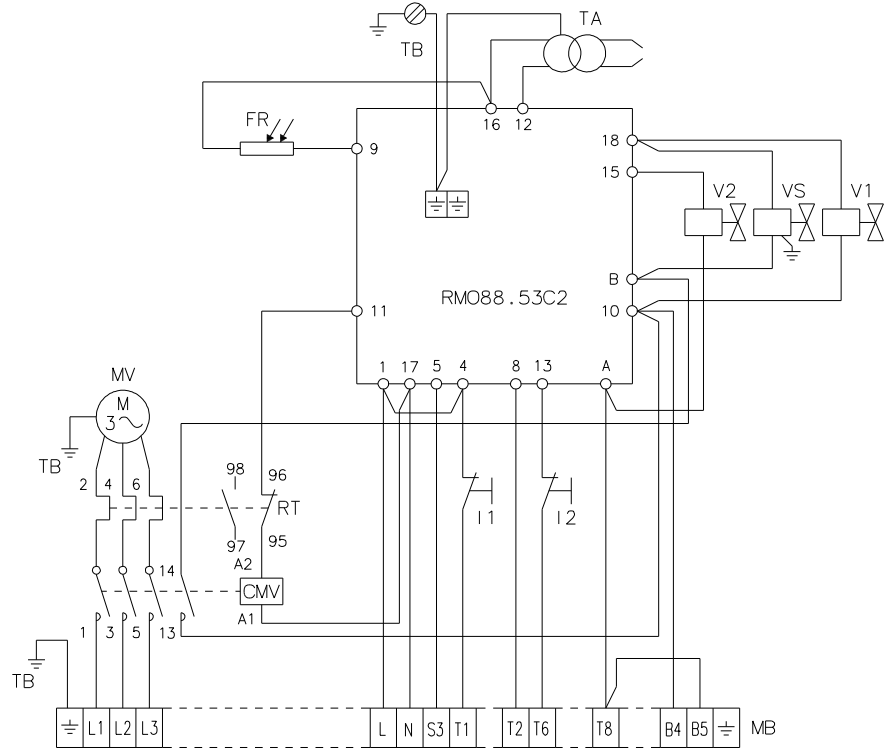 TA
TB
16 12
FR
9
18
15
V2 VS V1
B
RMO88.53C2
11
10
1 17 5 4 8 13 A
MV
M
3
TB
98
96
2 4 6
RT
I1
I2
97 95
A2
14
CMV
A1
1 3 5 13
TB
L1 L2 L3 L N S3 T1 T2 T6 T8 B4 B5 MB